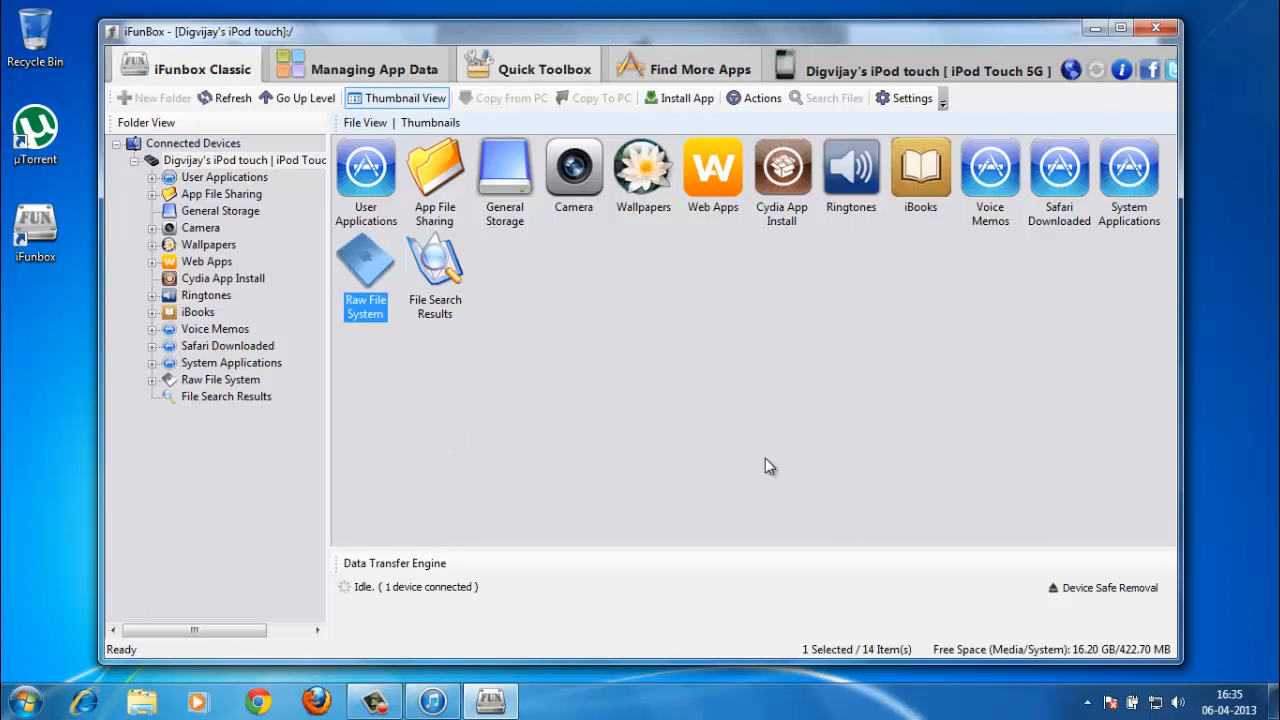 Recycle Bin
µTorrent
FUN
iFunbox
iFunBox - [Digvijay's iPod touch]:/
FUN
iFunbox Classic
Managing App Data
Quick Toolbox
Find More Apps
Digvijay's iPod touch [ iPod Touch 5G ]
New Folder
Refresh
Go Up Level
Thumbnail View
Copy From PC
Copy To PC
Install App
Actions
Search Files
Settings
Folder View
Connected Devices
Digvijay's iPod touch | iPod Touc
User Applications
App File Sharing
General Storage
Camera
Wallpapers
Web Apps
Cydia App Install
Ringtones
iBooks
Voice Memos
Safari Downloaded
System Applications
Raw File System
File Search Results
File View | Thumbnails
User
Applications
App File
Sharing
General
Storage
Camera
Wallpapers
Web Apps
Cydia App
Install
Ringtones
iBooks
Voice
Memos
Safari
Downloaded
System
Applications
Raw File
System
File Search
Results
Data Transfer Engine
Idle. ( 1 device connected )
Device Safe Removal
Ready
1 Selected / 14 Item(s)
Free Space (Media/System): 16.20 GB/422.70 MB
FUN
16:35
06-04-2013